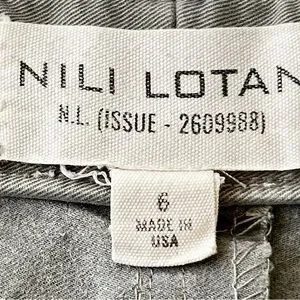 NILI LOTAN
N.L. (ISSUE - 2609988)
6
MADE IN
USA